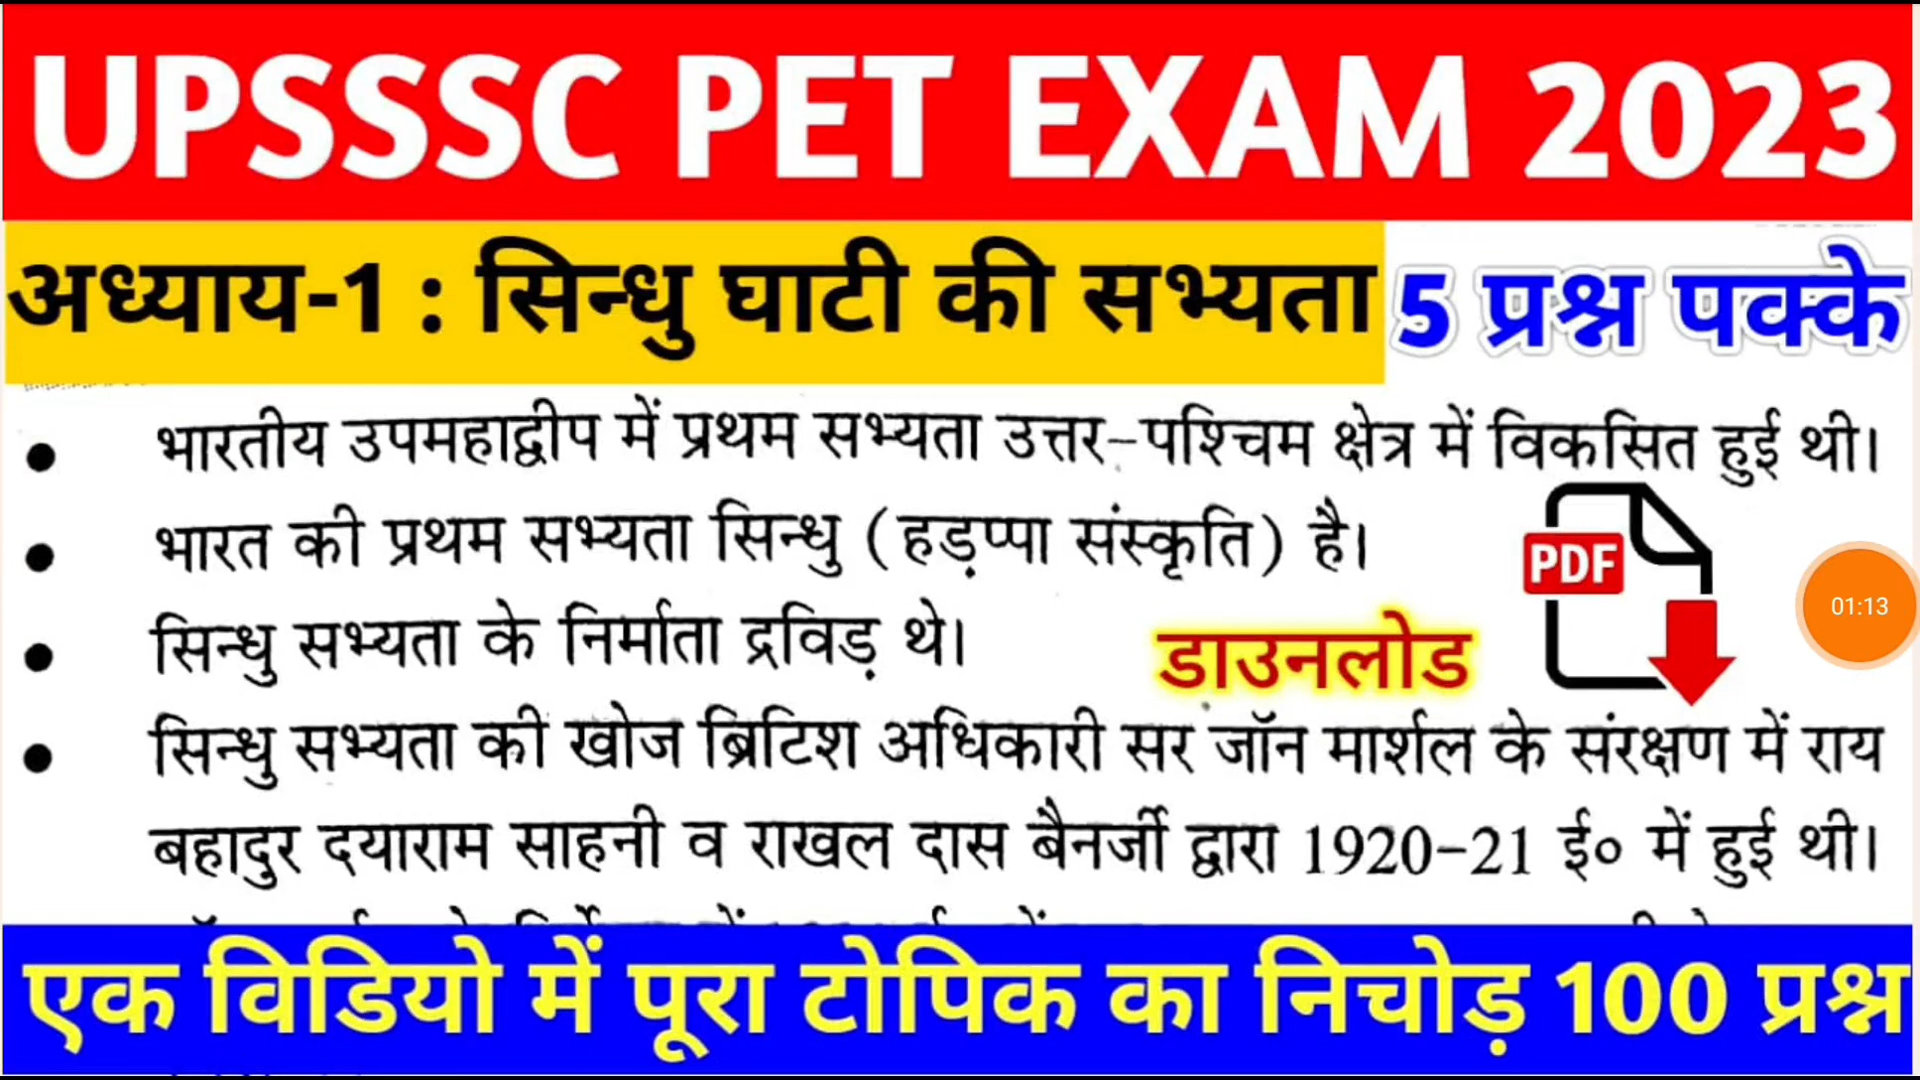 UPSSSC PET EXAM 2023
अध्याय-1 : सिन्धु घाटी की सभ्यता 5 प्रश्न पक्के
• भारतीय उपमहाद्वीप में प्रथम सभ्यता उत्तर-पश्चिम क्षेत्र में विकसित हुई थी।
• भारत की प्रथम सभ्यता सिन्धु (हड़प्पा संस्कृति) है।
PDF
01:13
• सिन्धु सभ्यता के निर्माता द्रविड़ थे।
डाउनलोड
• सिन्धु सभ्यता की खोज ब्रिटिश अधिकारी सर जॉन मार्शल के संरक्षण में राय
बहादुर दयाराम साहनी व राखल दास बैनर्जी द्वारा 1920-21 ई० में हुई थी।
एक विडियो में पूरा टोपिक का निचोड़ 100 प्रश्न